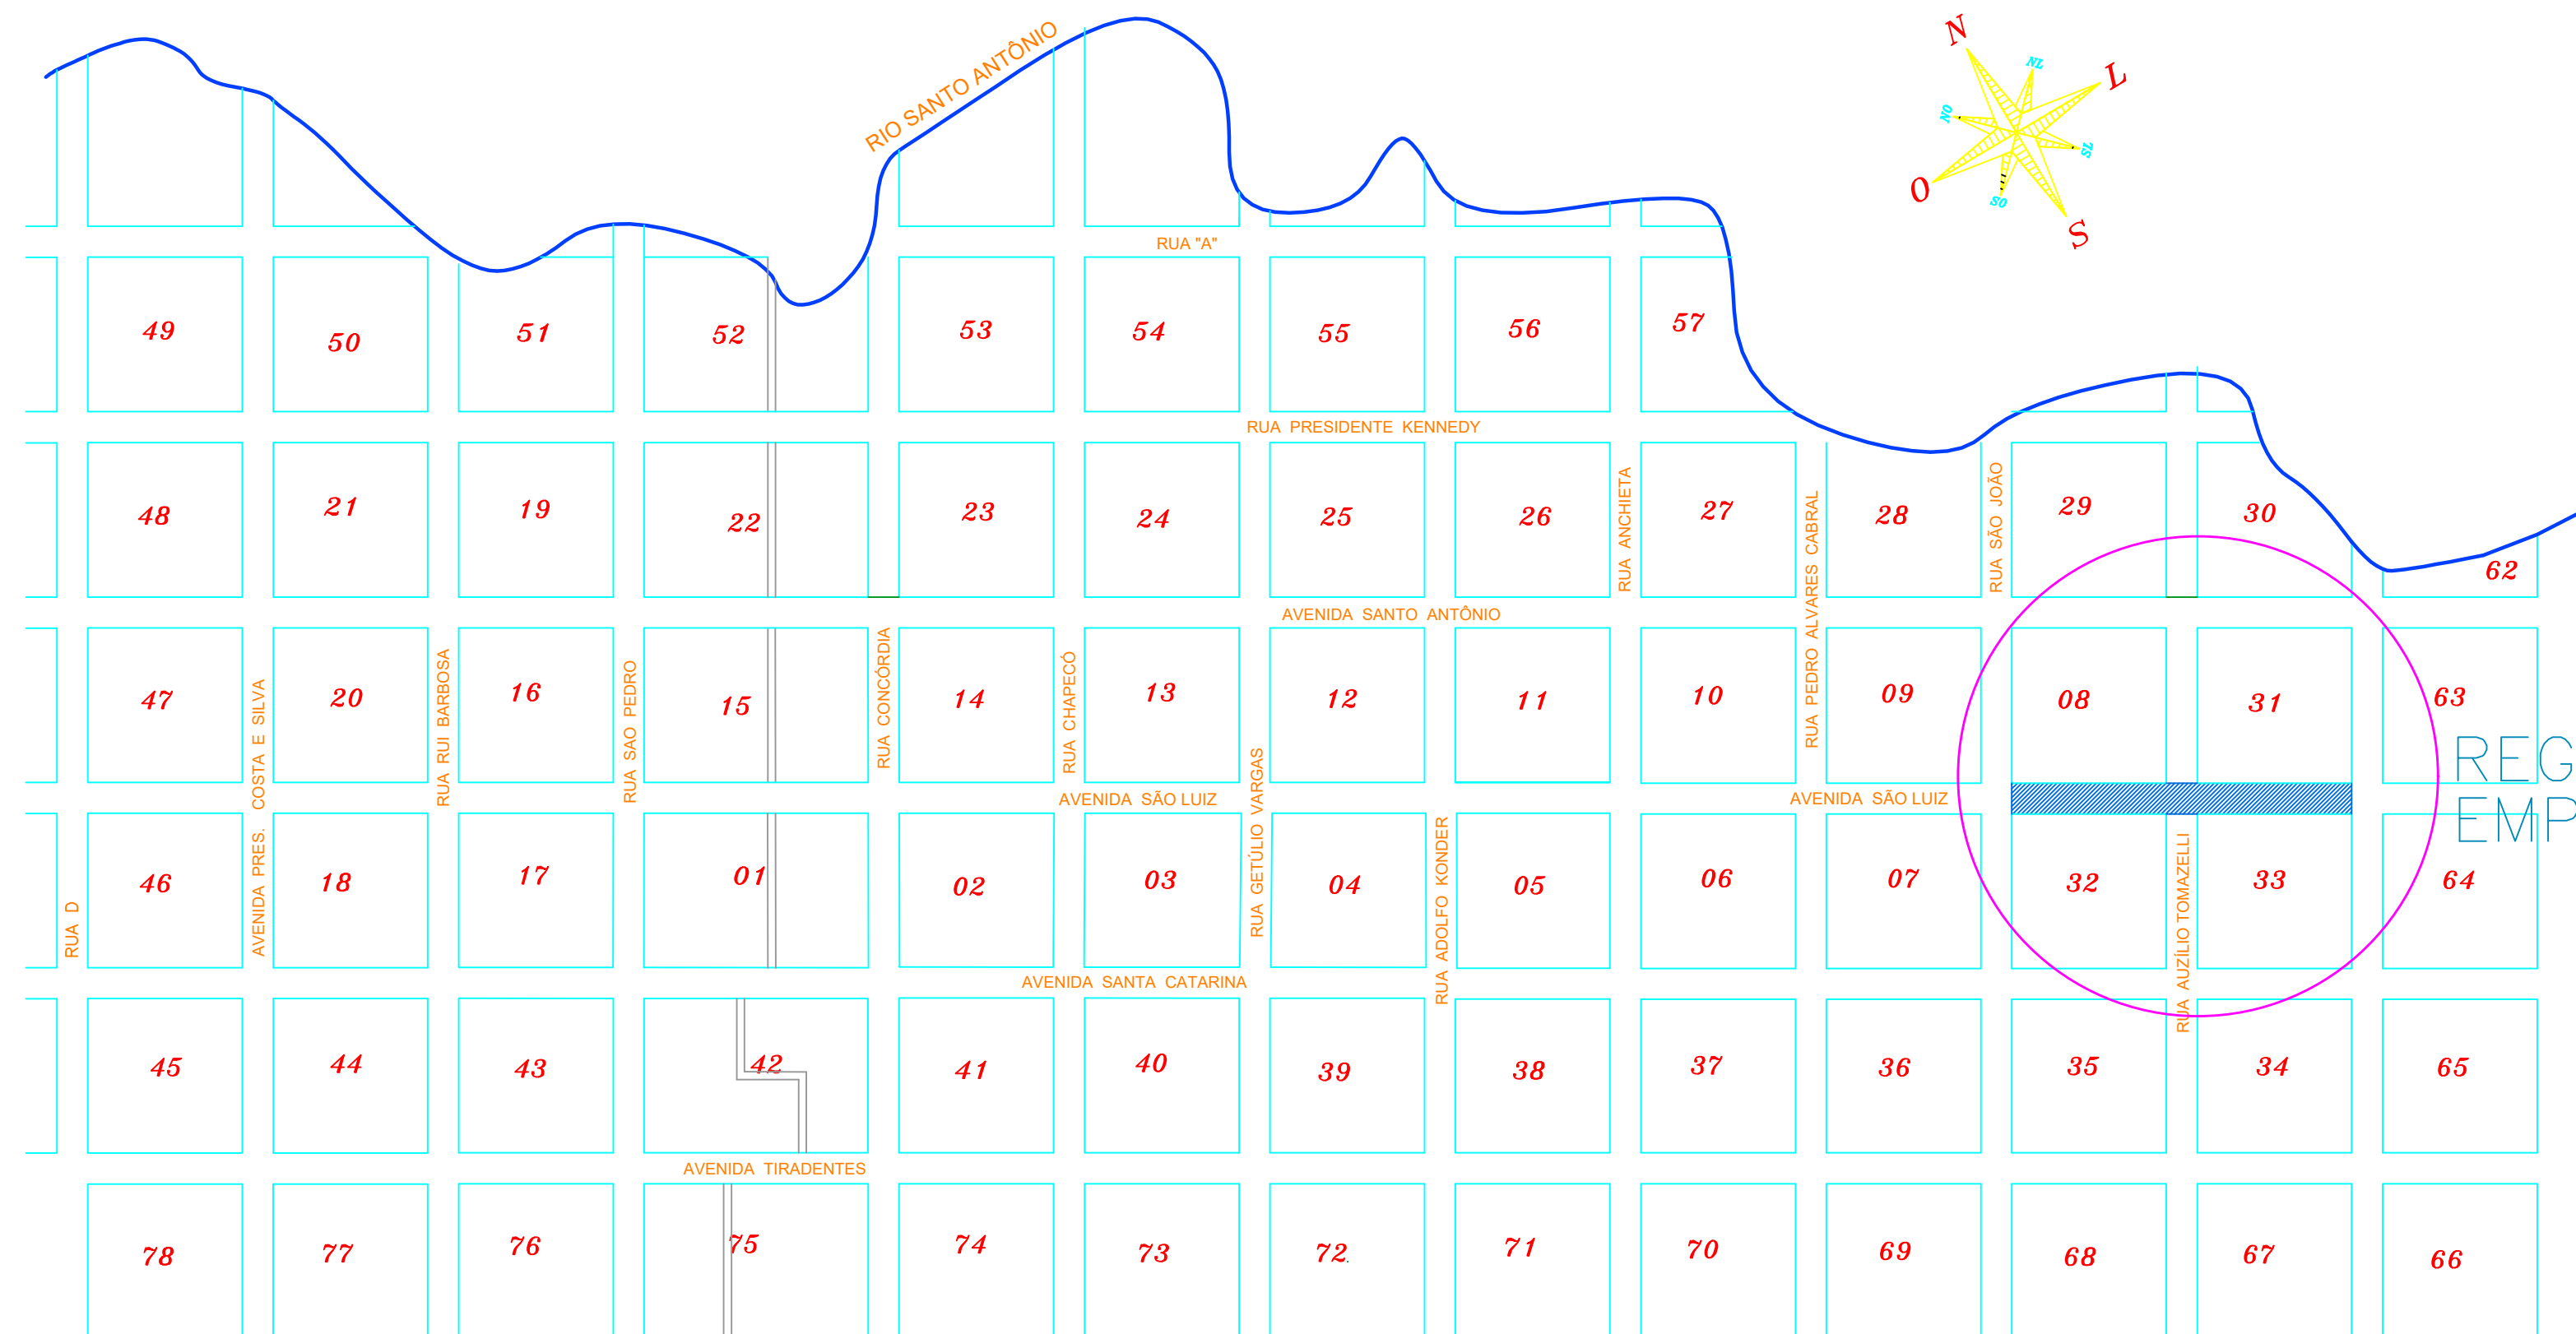 RIO SANTO ANTÔNIO
N
NL
L
NO
SL
O
SO
S
RUA "A"
49
50
51
52
53
54
55
56
57
RUA PRESIDENTE KENNEDY
48
21
19
22
23
24
25
26
RUA ANCHIETA
27
RUA PEDRO ALVARES CABRAL
28
RUA SÃO JOÃO
29
30
62
AVENIDA SANTO ANTÔNIO
47
AVENIDA PRES. COSTA E SILVA
20
RUA RUI BARBOSA
16
RUA SAO PEDRO
15
RUA CONCÓRDIA
14
RUA CHAPECÓ
13
RUA GETÚLIO VARGAS
12
11
10
09
08
31
63
REG
EMP
AVENIDA SÃO LUIZ
AVENIDA SÃO LUIZ
RUA D
46
18
17
01
02
03
04
RUA ADOLFO KONDER
05
06
07
32
RUA AUZÍLIO TOMAZELLI
33
64
AVENIDA SANTA CATARINA
45
44
43
42
41
40
39
38
37
36
35
34
65
AVENIDA TIRADENTES
78
77
76
75
74
73
72.
71
70
69
68
67
66